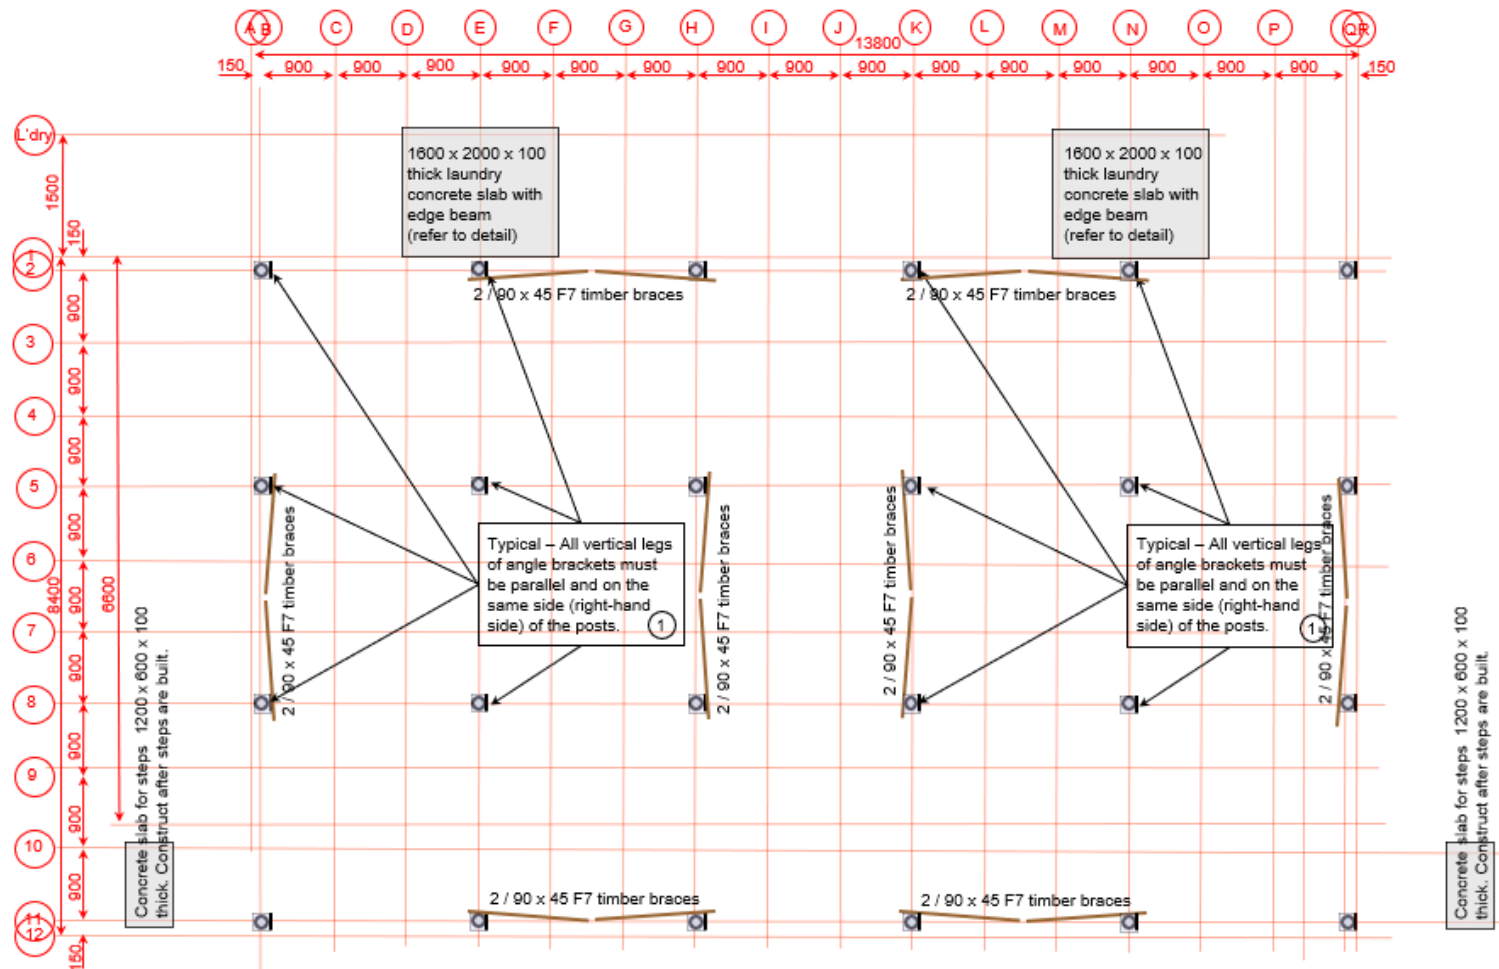 A B C D E F G H I J K L M N O P Q R
13800
150 900 900 900 900 900 900 900 900 900 900 900 900 900 900 900 150
L'dry
1500
150
1
2
900
3
900
4
900
5
900
6
900
7
900
8
900
9
900
10
900
11
12
150
8400
6600
1600 x 2000 x 100
thick laundry
concrete slab with
edge beam
(refer to detail)
1600 x 2000 x 100
thick laundry
concrete slab with
edge beam
(refer to detail)
2 / 90 x 45 F7 timber braces
2 / 90 x 45 F7 timber braces
2 / 90 x 45 F7 timber braces
Typical – All vertical legs
of angle brackets must
be parallel and on the
same side (right-hand
side) of the posts.
1
2 / 90 x 45 F7 timber braces
2 / 90 x 45 F7 timber braces
Typical – All vertical legs
of angle brackets must
be parallel and on the
same side (right-hand
side) of the posts.
1
2 / 90 x 45 F7 timber braces
Concrete slab for steps 1200 x 600 x 100
thick. Construct after steps are built.
Concrete slab for steps 1200 x 600 x 100
thick. Construct after steps are built.
2 / 90 x 45 F7 timber braces
2 / 90 x 45 F7 timber braces